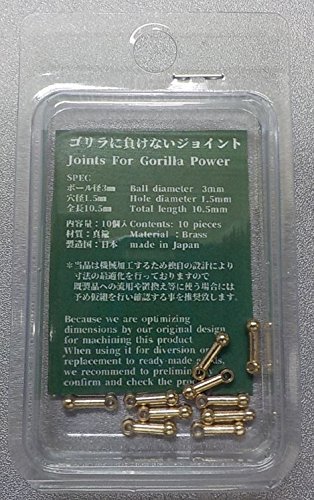 ゴリラに負けないジョイント
Joints For Gorilla Power
SPEC
ボール径3㎜ Ball diameter 3mm
穴径1.5㎜ Hole diameter 1.5mm
全長10.5㎜ Total length 10.5mm
内容量：10個入 Contents: 10 pieces
材質：真鍮 Material : Brass
製造国：日本 made in Japan
＊当品は機械加工するため独自の設計により
寸法の最適化を行っておりますので
既製品への流用や置換え等に使う場合には
予め仮組を行い確認する事を推奨致します。
Because we are optimizing
dimensions by our original design
for machining this product
When using it for diversion or
replacement to ready-made goods,
we recommend to preliminary
confirm and check the